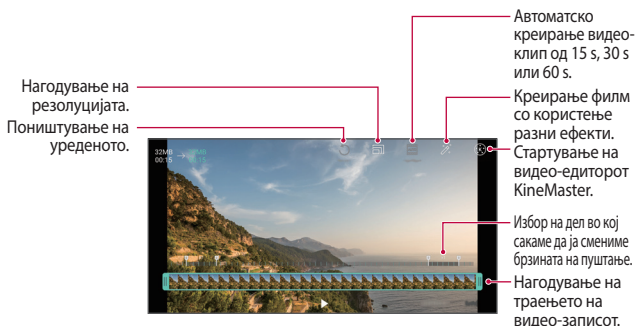 Нагодување на
резолуцијата.
Поништување на
уреденото.
Автоматско
креирање видео-
клип од 15 s, 30 s
или 60 s.
Креирање филм
со користење
разни ефекти.
Стартување на
видео-едиторот
KineMaster.
Избор на дел во кој
сакаме да ја смениме
брзината на пуштање.
Нагодување на
траењето на
видео-записот.
32MB
00:15